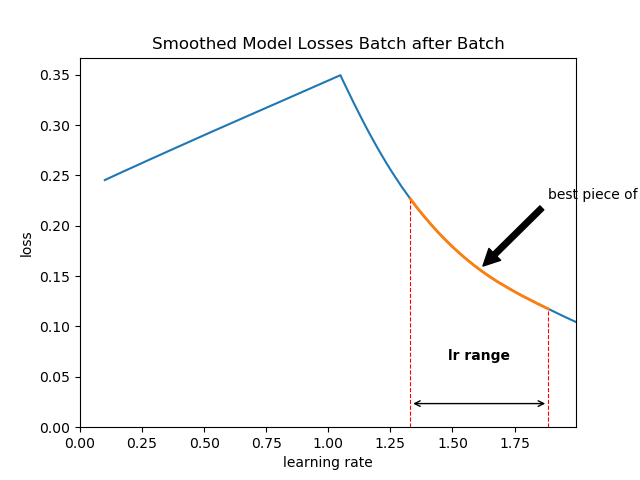 Smoothed Model Losses Batch after Batch
0.35
0.30
0.25
0.20
0.15
0.10
0.05
0.00
loss
best piece of
lr range
0.00 0.25 0.50 0.75 1.00 1.25 1.50 1.75
learning rate